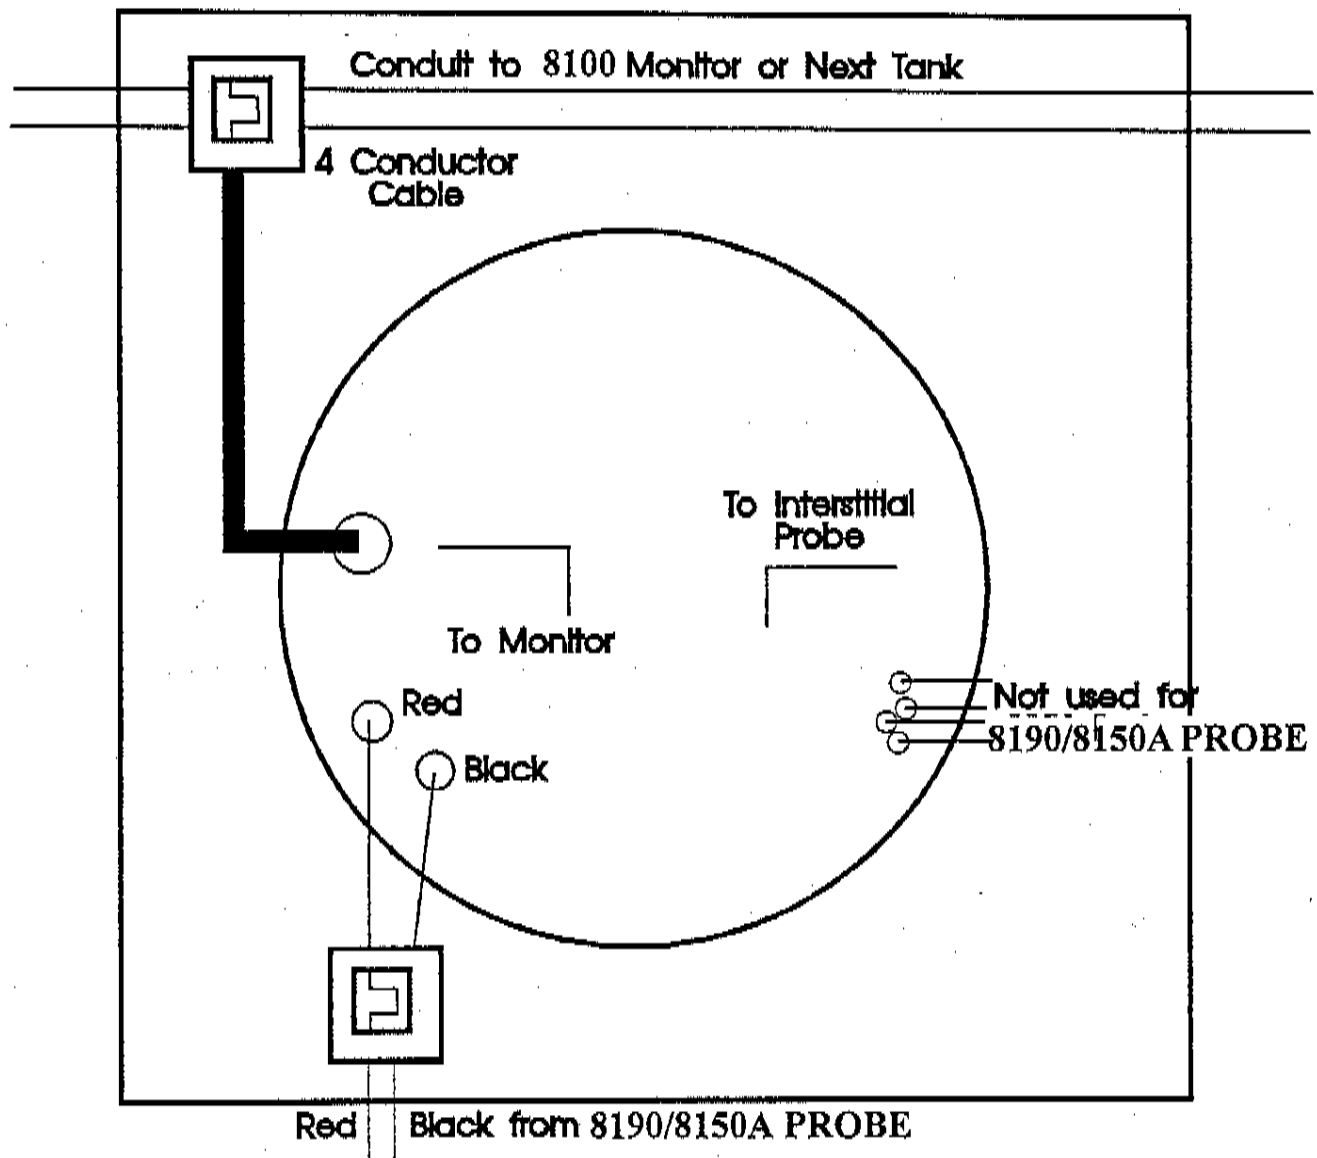 Conduit to 8100 Monitor or Next Tank
4 Conductor
Cable
To Interstitial
Probe
To Monitor
Red
Black
Not used for
8190/8150A PROBE
Red
Black from 8190/8150A PROBE